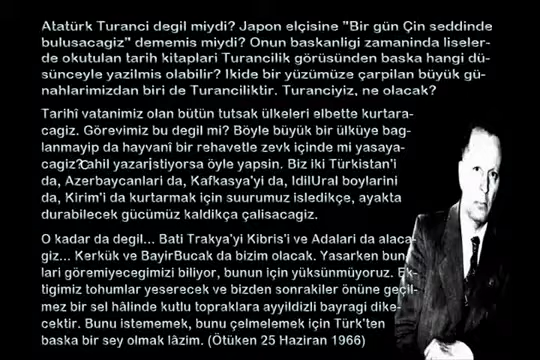 Atatürk Turanci degil miydi? Japon elçisine "Bir gün Çin seddinde
bulusacagiz" dememis miydi? Onun baskanligi zamaninda liseler-
de okutulan tarih kitaplari Turancilik görüsünden baska hangi dü-
sünceyle yazilmis olabilir? Ikide bir yüzümüze çarpilan büyük gü-
nahlarimizdan biri de Turanciliktir. Turanciyiz, ne olacak?
Tarihî vatanimiz olan bütün tutsak ülkeleri elbette kurtara-
cagiz. Görevimiz bu degil mi? Böyle büyük bir ülküye bag-
lanmayip da hayvanî bir rehavetle zevk içinde mi yasaya-
cagiz?Cahil yazar istiyorsa öyle yapsin. Biz iki Türkistan'i
da, Azerbaycanlari da, Kafkasya'yi da, IdilUral boylarini
da, Kirim'i da kurtarmak için suurumuz isledikçe, ayakta
durabilecek gücümüz kaldikça çalisacagiz.
O kadar da degil... Bati Trakya'yi Kibris'i ve Adalari da alaca-
giz... Kerkük ve BayirBucak da bizim olacak. Yasarken bun-
lari göremiyecegimizi biliyor, bunun için yüksünmüyoruz. Ek-
tigimiz tohumlar yeserecek ve bizden sonrakiler önüne geçil-
mez bir sel hâlinde kutlu topraklara ayyildizli bayragi dike-
cektir. Bunu istememek, bunu çelmelemek için Türk'ten
baska bir sey olmak lâzim. (Ötüken 25 Haziran 1966)